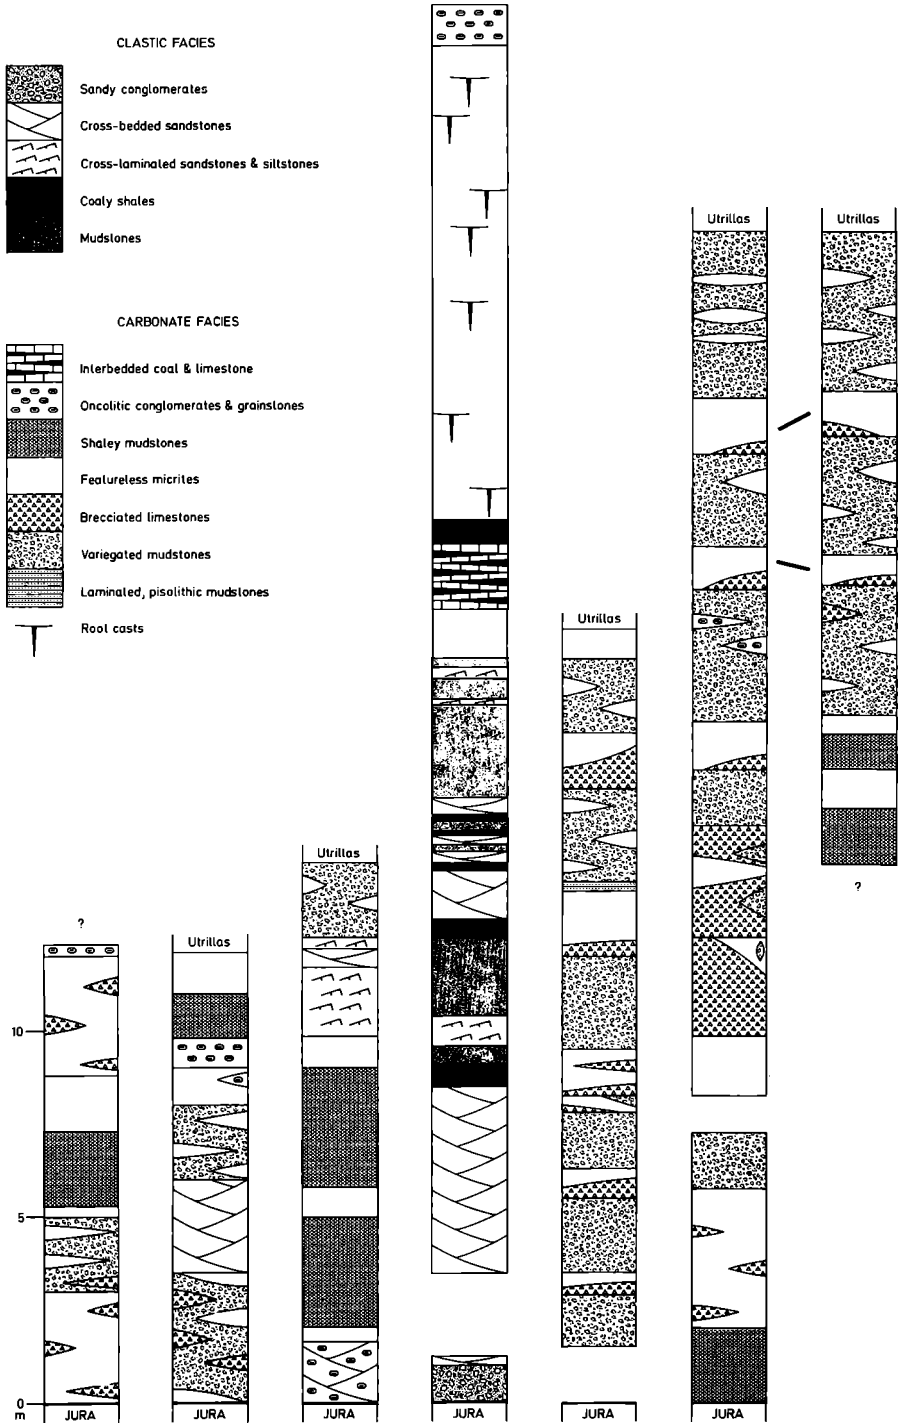 CLASTIC FACIES
Sandy conglomerates
Cross-bedded sandstones
Cross-laminated sandstones & siltstones
Coaly shales
Mudstones
CARBONATE FACIES
Interbedded coal & limestone
Oncolitic conglomerates & grainstones
Shaley mudstones
Featureless micrites
Brecciated limestones
Variegated mudstones
Laminated, pisolithic mudstones
Root casts
Utrillas
Utrillas
Utrillas
Utrillas
?
?
Utrillas
10
5
0
m
JURA
JURA
JURA
JURA
JURA
JURA